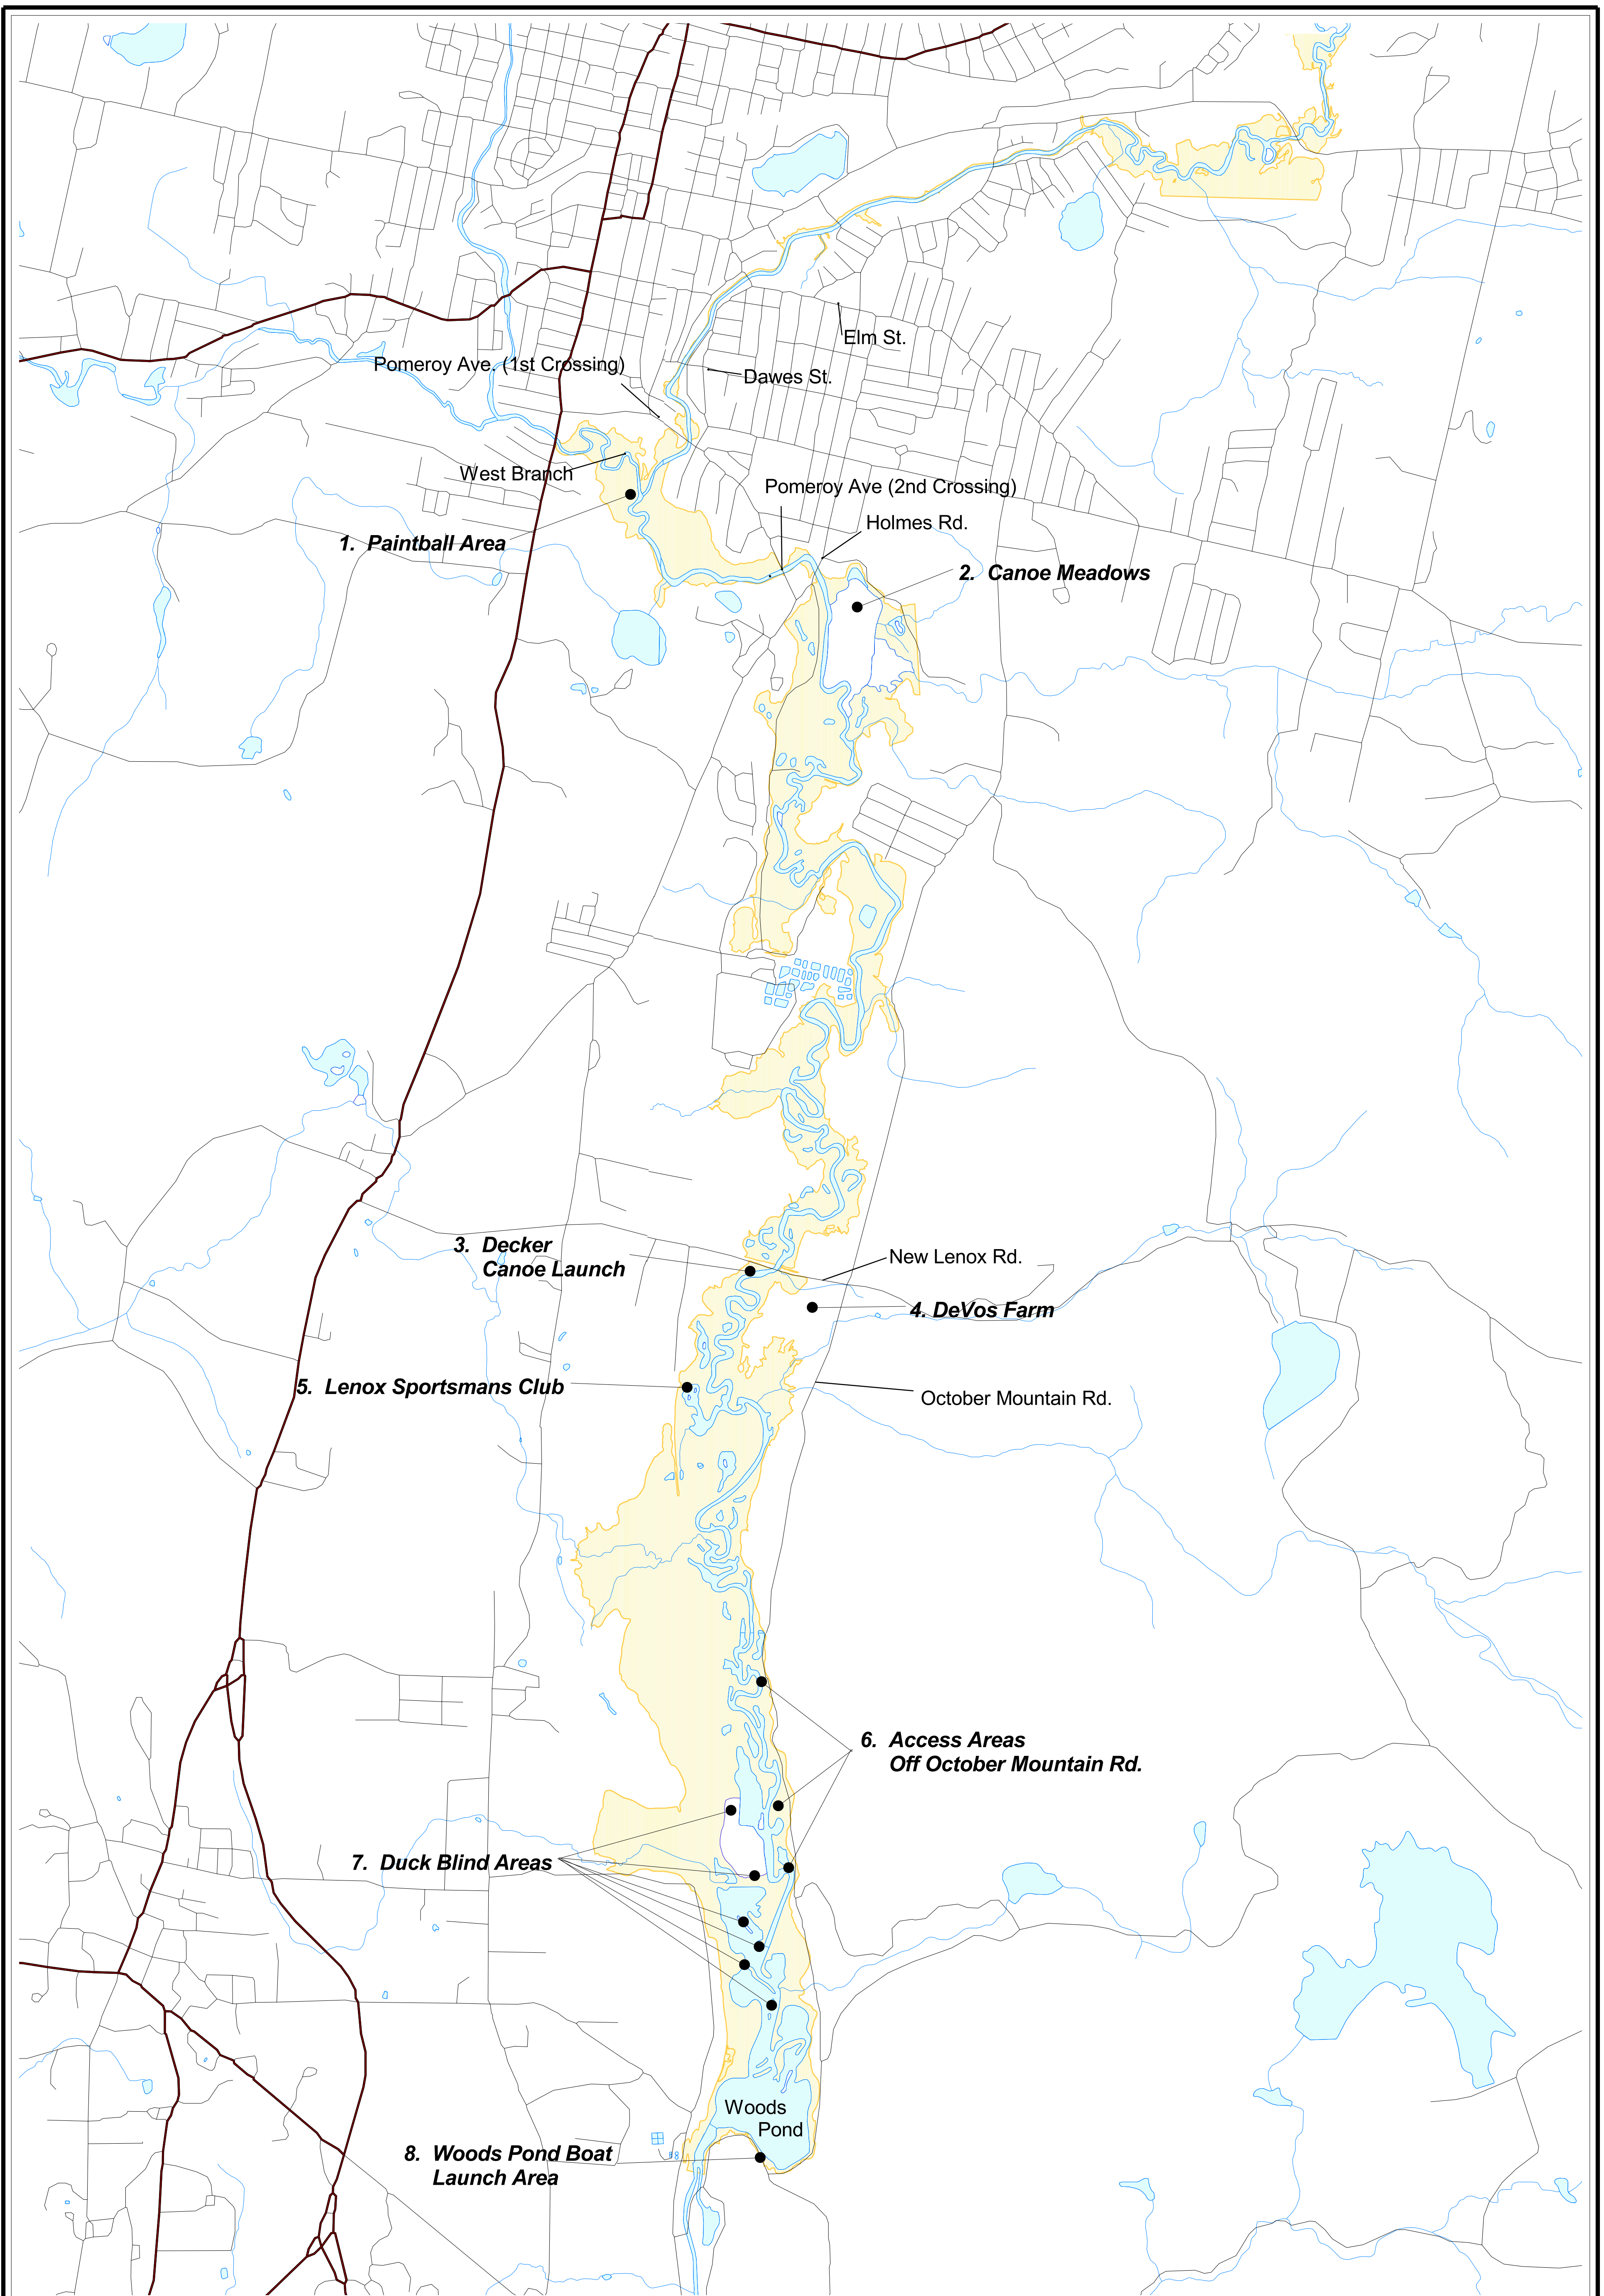 Elm St.
Pomeroy Ave. (1st Crossing)
Dawes St.
West Branch
Pomeroy Ave (2nd Crossing)
Holmes Rd.
1. Paintball Area
2. Canoe Meadows
3. Decker
Canoe Launch
New Lenox Rd.
4. DeVos Farm
5. Lenox Sportsmans Club
October Mountain Rd.
6. Access Areas
Off October Mountain Rd.
7. Duck Blind Areas
Woods
Pond
8. Woods Pond Boat
Launch Area